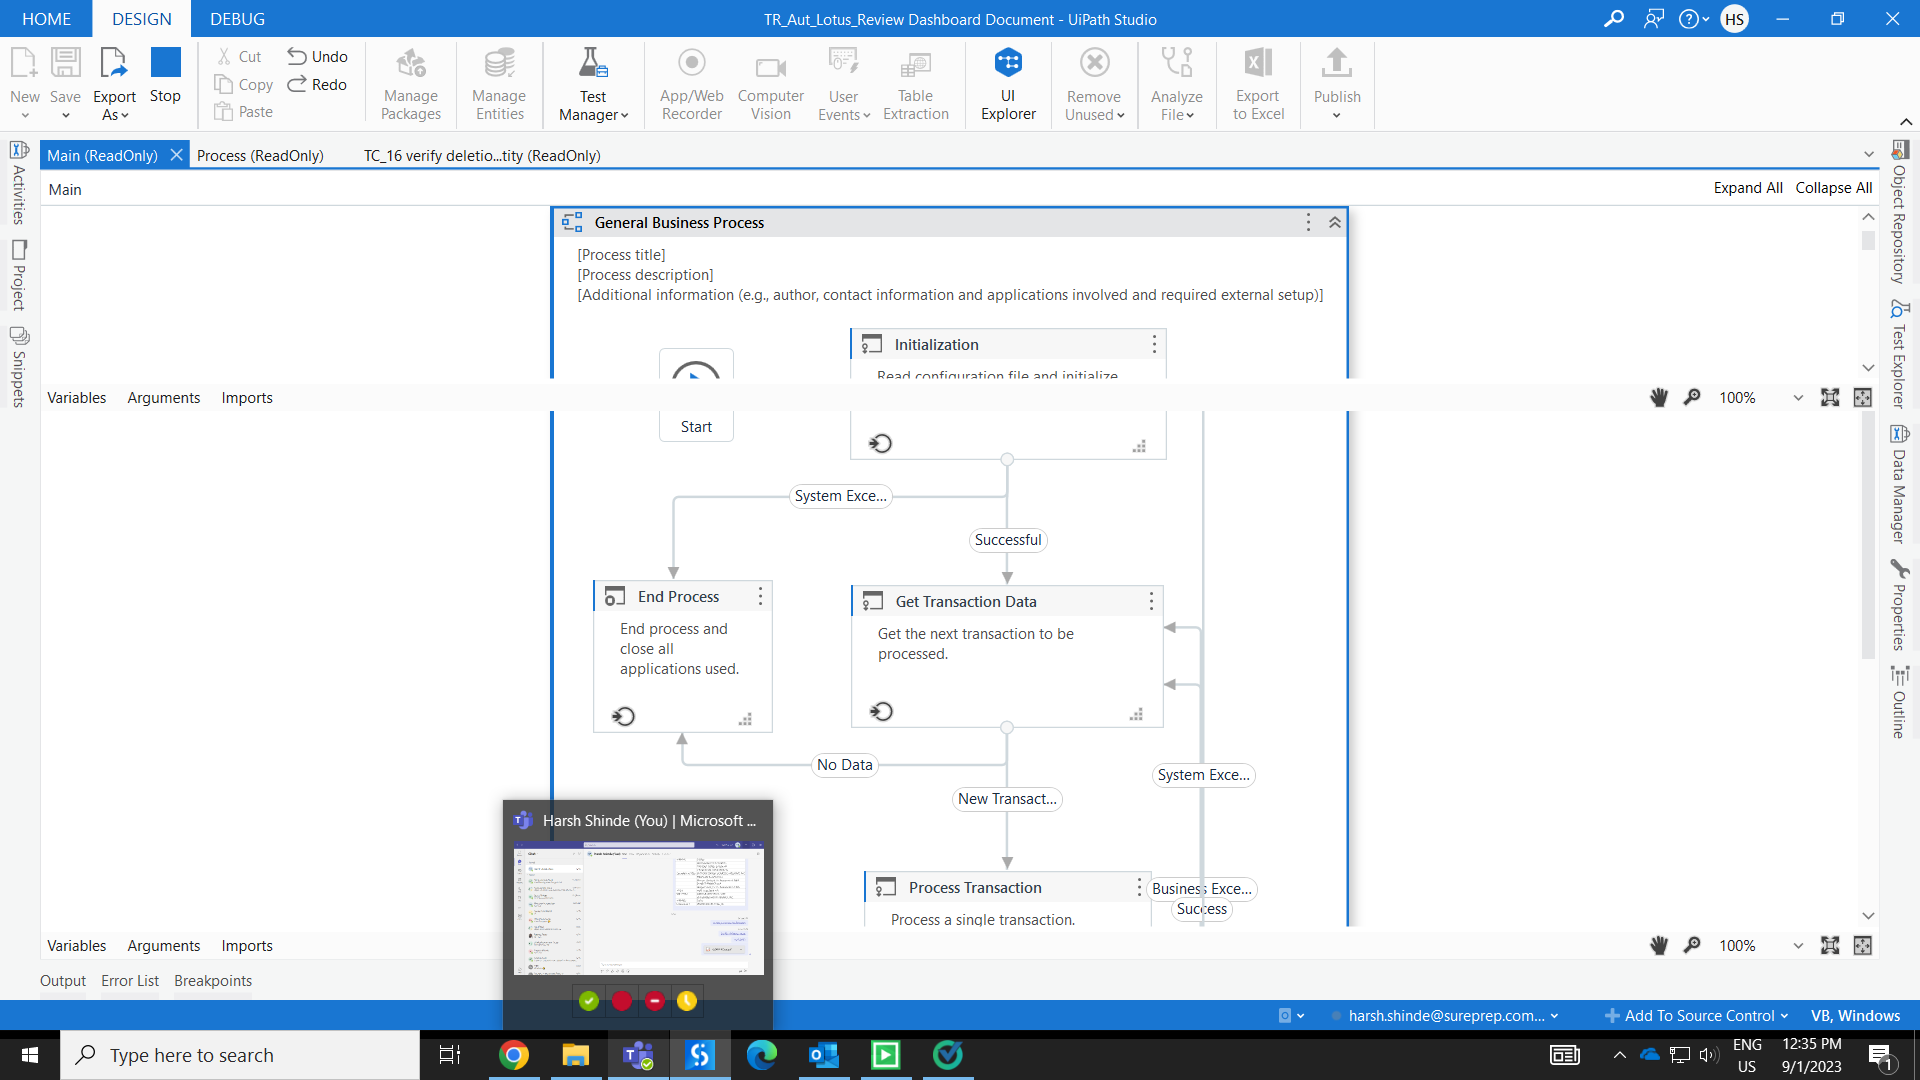 HOME DESIGN DEBUG
TR_Aut_Lotus_Review Dashboard Document - UiPath Studio
HS
New
Save
Export As
Stop
Cut
Copy
Paste
Undo
Redo
Manage Packages
Manage Entities
Test Manager
App/Web Recorder
Computer Vision
User Events
Table Extraction
UI Explorer
Remove Unused
Analyze File
Export to Excel
Publish
Main (ReadOnly)
Process (ReadOnly)
TC_16 verify deletio...tity (ReadOnly)
Main
Expand All Collapse All
Activities
Project
Snippets
Object Repository
Test Explorer
Data Manager
Properties
Outline
General Business Process
[Process title]
[Process description]
[Additional information (e.g., author, contact information and applications involved and required external setup)]
Initialization
Read configuration file and initialize
Variables Arguments Imports
100%
Start
System Exce...
Successful
End Process
End process and
close all
applications used.
Get Transaction Data
Get the next transaction to be
processed.
No Data
New Transact...
System Exce...
Process Transaction
Process a single transaction.
Business Exce...
Success
Harsh Shinde (You) | Microsoft ...
Variables Arguments Imports
100%
Output Error List Breakpoints
harsh.shinde@sureprep.com...
Add To Source Control
VB, Windows
Type here to search
ENG
US
12:35 PM
9/1/2023
1